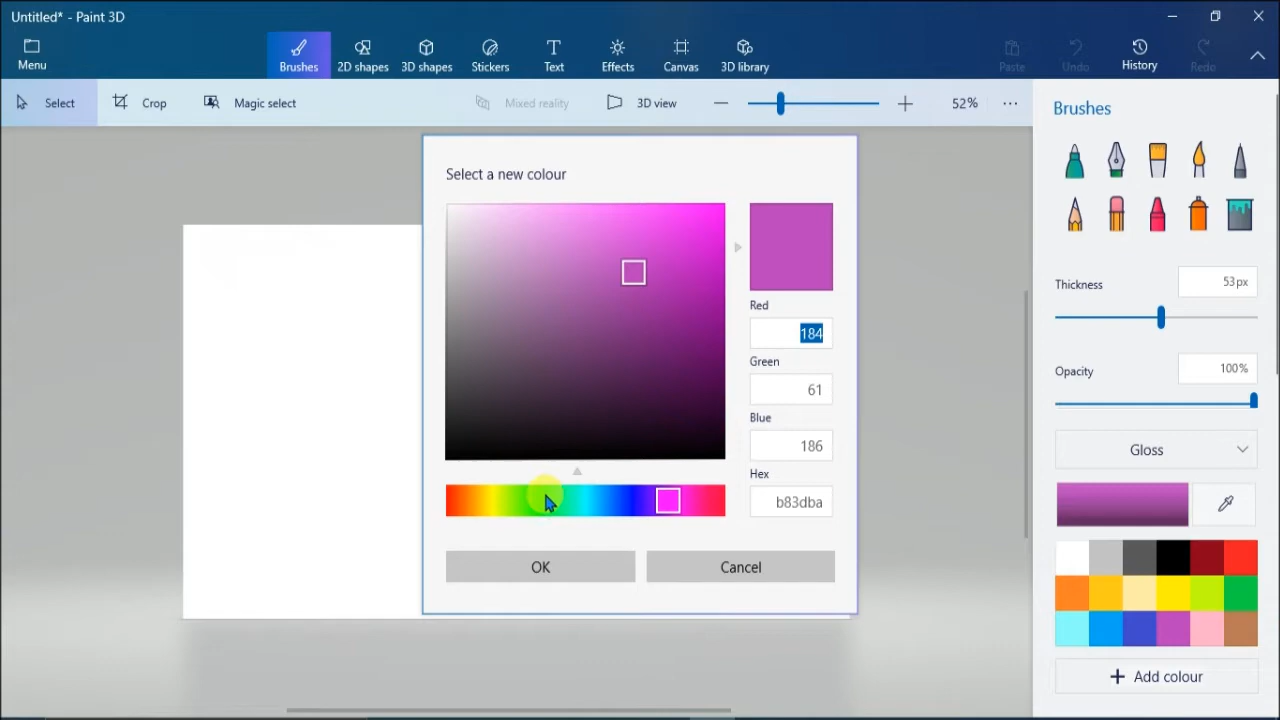 Untitled* - Paint 3D
Menu
Brushes
2D shapes
3D shapes
Stickers
Text
Effects
Canvas
3D library
Paste
Undo
History
Redo
Select
Crop
Magic select
Mixed reality
3D view
52%
Brushes
Thickness
53px
Opacity
100%
Gloss
Add colour
Select a new colour
Red
184
Green
61
Blue
186
Hex
b83dba
OK
Cancel